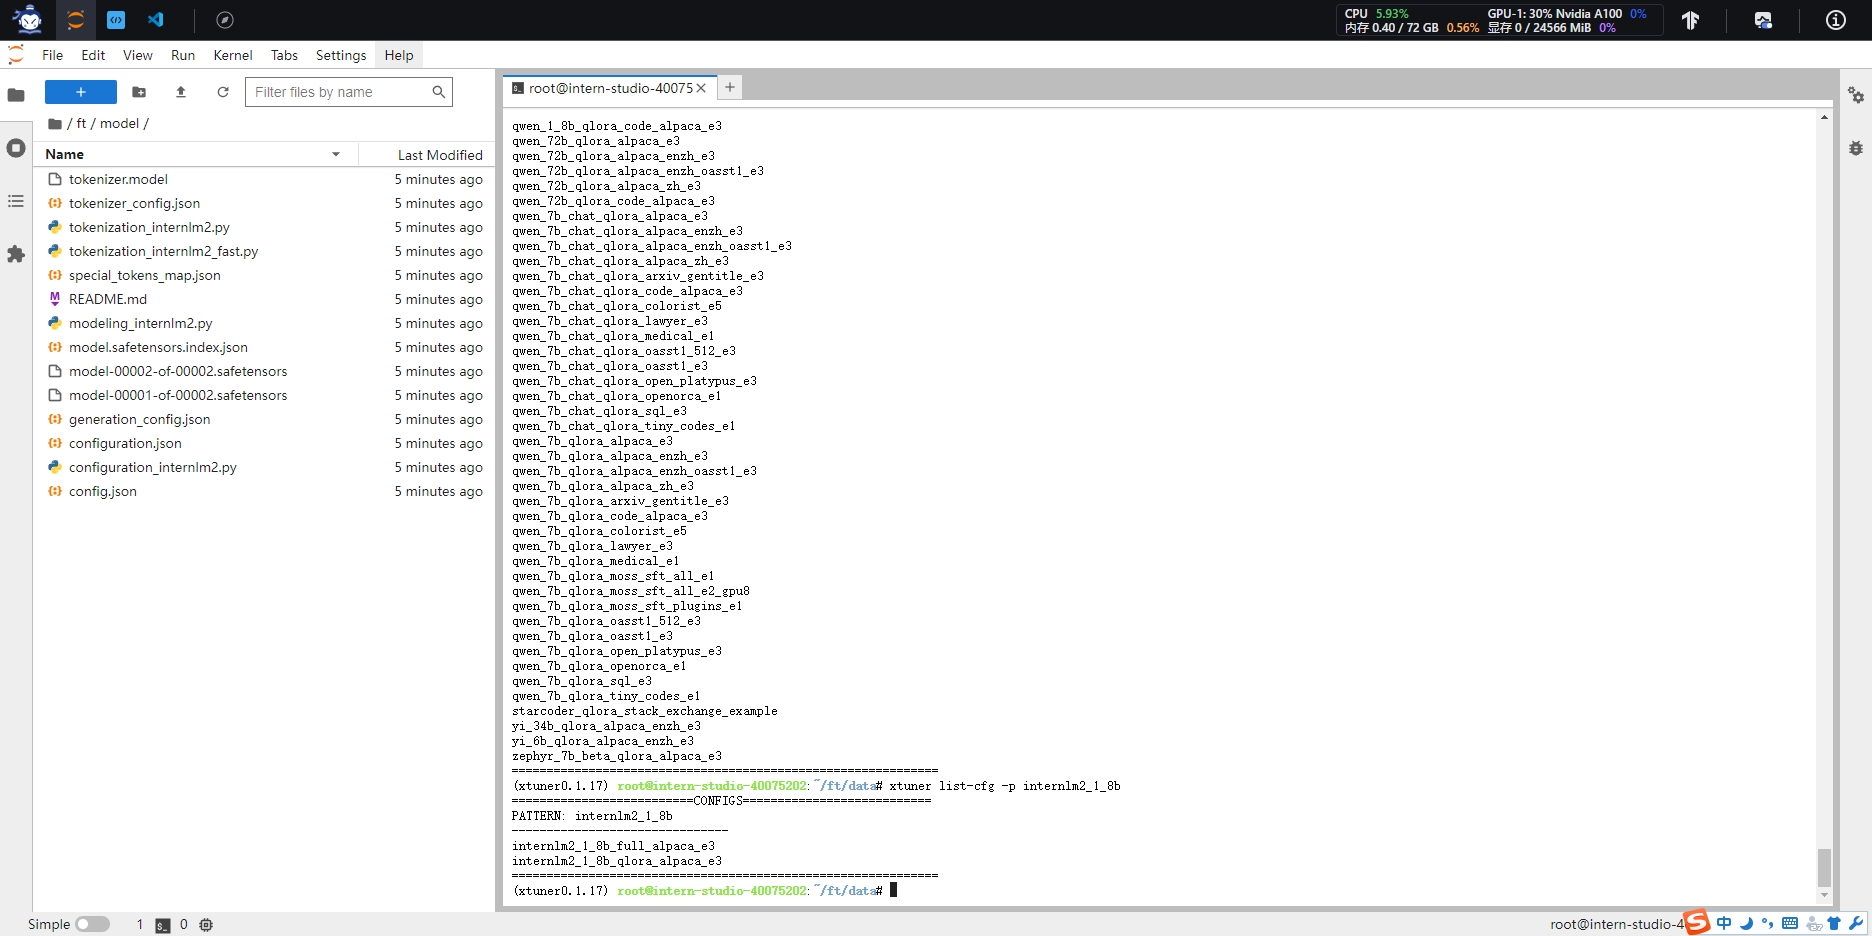 CPU 5.93%
GPU-1: 30% Nvidia A100 0%
内存 0.40 / 72 GB 0.56%
显存 0 / 24566 MiB 0%
File Edit View Run Kernel Tabs Settings Help
+
Filter files by name
/ ft / model /
Name Last Modified
tokenizer.model 5 minutes ago
tokenizer_config.json 5 minutes ago
tokenization_internlm2.py 5 minutes ago
tokenization_internlm2_fast.py 5 minutes ago
special_tokens_map.json 5 minutes ago
README.md 5 minutes ago
modeling_internlm2.py 5 minutes ago
model.safetensors.index.json 5 minutes ago
model-00002-of-00002.safetensors 5 minutes ago
model-00001-of-00002.safetensors 5 minutes ago
generation_config.json 5 minutes ago
configuration.json 5 minutes ago
configuration_internlm2.py 5 minutes ago
config.json 5 minutes ago
root@intern-studio-40075
qwen_1_8b_qlora_code_alpaca_e3
qwen_72b_qlora_alpaca_e3
qwen_72b_qlora_alpaca_enzh_e3
qwen_72b_qlora_alpaca_enzh_oasst1_e3
qwen_72b_qlora_alpaca_zh_e3
qwen_72b_qlora_code_alpaca_e3
qwen_7b_chat_qlora_alpaca_e3
qwen_7b_chat_qlora_alpaca_enzh_e3
qwen_7b_chat_qlora_alpaca_enzh_oasst1_e3
qwen_7b_chat_qlora_alpaca_zh_e3
qwen_7b_chat_qlora_arxiv_gentitle_e3
qwen_7b_chat_qlora_code_alpaca_e3
qwen_7b_chat_qlora_colorist_e5
qwen_7b_chat_qlora_lawyer_e3
qwen_7b_chat_qlora_medical_e1
qwen_7b_chat_qlora_oasst1_512_e3
qwen_7b_chat_qlora_oasst1_e3
qwen_7b_chat_qlora_open_platypus_e3
qwen_7b_chat_qlora_openorca_e1
qwen_7b_chat_qlora_sql_e3
qwen_7b_chat_qlora_tiny_codes_e1
qwen_7b_qlora_alpaca_e3
qwen_7b_qlora_alpaca_enzh_e3
qwen_7b_qlora_alpaca_enzh_oasst1_e3
qwen_7b_qlora_alpaca_zh_e3
qwen_7b_qlora_arxiv_gentitle_e3
qwen_7b_qlora_code_alpaca_e3
qwen_7b_qlora_colorist_e5
qwen_7b_qlora_lawyer_e3
qwen_7b_qlora_medical_e1
qwen_7b_qlora_moss_sft_all_e1
qwen_7b_qlora_moss_sft_all_e2_gpu8
qwen_7b_qlora_moss_sft_plugins_e1
qwen_7b_qlora_oasst1_512_e3
qwen_7b_qlora_oasst1_e3
qwen_7b_qlora_open_platypus_e3
qwen_7b_qlora_openorca_e1
qwen_7b_qlora_sql_e3
qwen_7b_qlora_tiny_codes_e1
starcoder_qlora_stack_exchange_example
yi_34b_qlora_alpaca_enzh_e3
yi_6b_qlora_alpaca_enzh_e3
zephyr_7b_beta_qlora_alpaca_e3
=============================================================
(xtuner0.1.17) root@intern-studio-40075202:~/ft/data# xtuner list-cfg -p internlm2_1_8b
==========================CONFIGS===========================
PATTERN: internlm2_1_8b
-------------------------------
internlm2_1_8b_full_alpaca_e3
internlm2_1_8b_qlora_alpaca_e3
=============================================================
(xtuner0.1.17) root@intern-studio-40075202:~/ft/data#
Simple 1 0
root@intern-studio-4
中